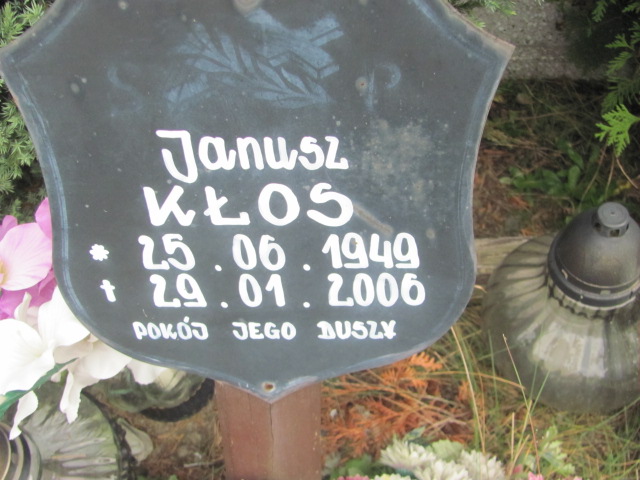 S P
Janusz
KŁOS
* 25.06.1949
† 29.01.2006
POKÓJ JEGO DUSZY